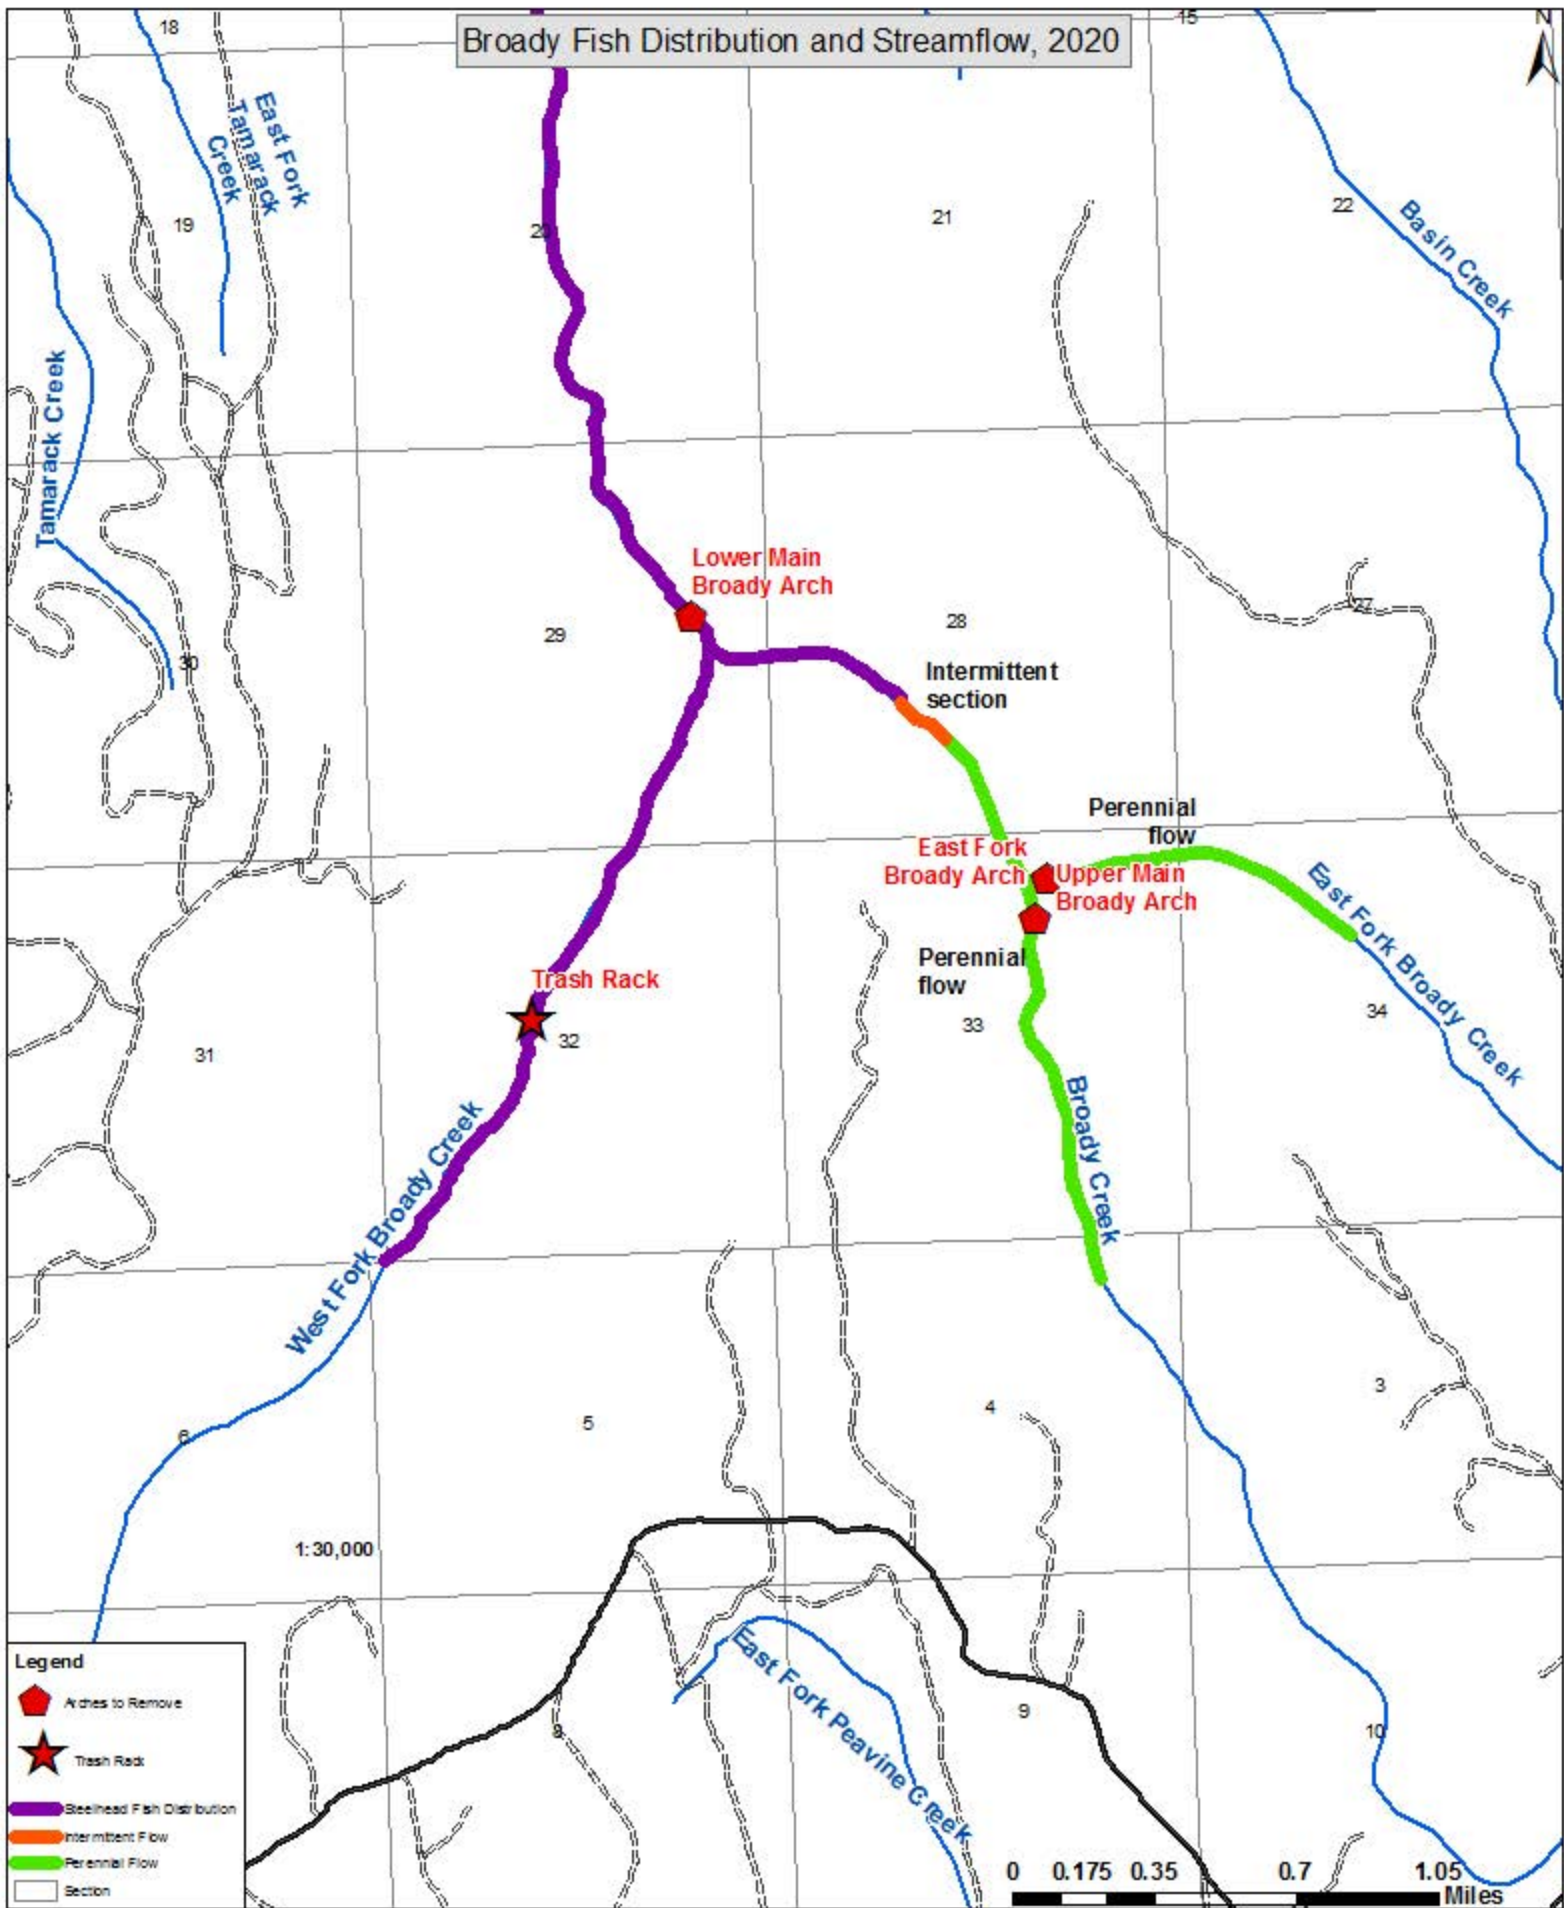 18
15
N
Broady Fish Distribution and Streamflow, 2020
East Fork
Tamarack
Creek
19
20
21
22
Basin Creek
Tamarack Creek
Lower Main
Broady Arch
29
28
27
30
Intermittent
section
Perennial
flow
East Fork
Broady Arch
Upper Main
Broady Arch
East Fork Broady Creek
Perennial
flow
Trash Rack
31
32
33
34
West Fork Broady Creek
Broady Creek
6
5
4
3
1:30,000
8
9
10
East Fork Peavine Creek
Legend
Arches to Remove
Trash Rack
Steelhead Fish Distribution
Intermittent Flow
Perennial Flow
Section
0 0.175 0.35 0.7 1.05
Miles